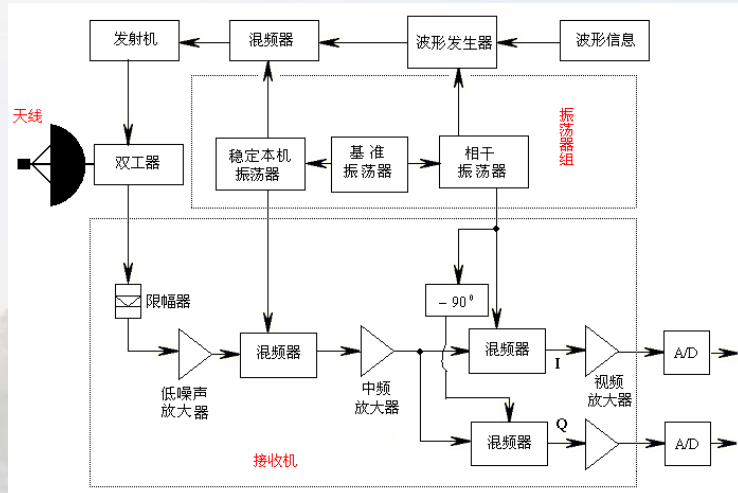 发射机
混频器
波形发生器
波形信息
天线
振荡器组
双工器
稳定本机
振荡器
基准
振荡器
相干
振荡器
限幅器
－90⁰
混频器
混频器
I
A/D
低噪声
放大器
中频
放大器
视频
放大器
Q
混频器
A/D
接收机